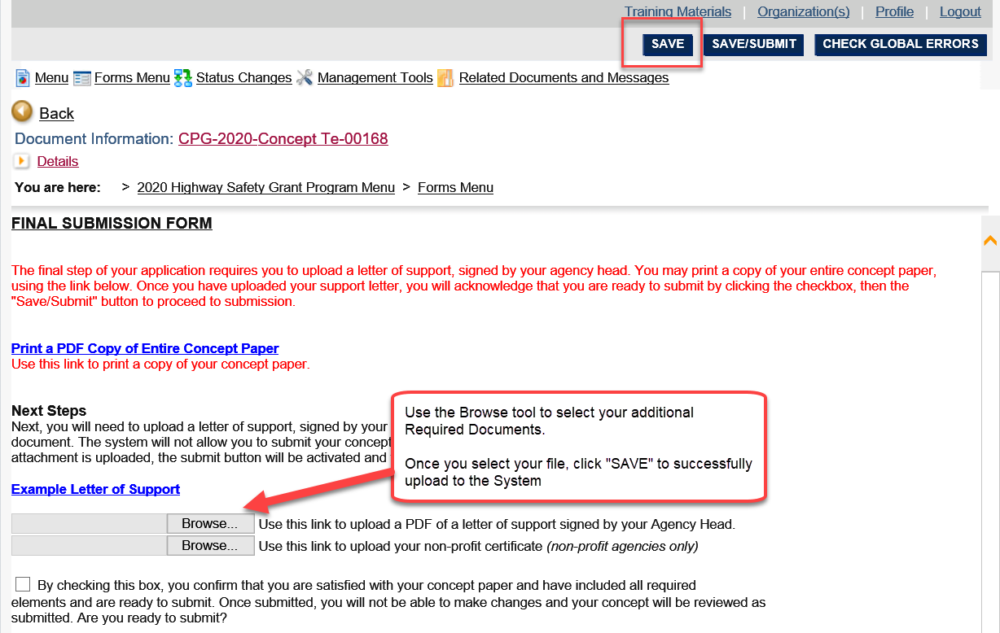 Training Materials | Organization(s) | Profile | Logout
SAVE SAVE/SUBMIT CHECK GLOBAL ERRORS
Menu Forms Menu Status Changes Management Tools Related Documents and Messages
Back
Document Information: CPG-2020-Concept Te-00168
Details
You are here: > 2020 Highway Safety Grant Program Menu > Forms Menu
FINAL SUBMISSION FORM
The final step of your application requires you to upload a letter of support, signed by your agency head. You may print a copy of your entire concept paper,
using the link below. Once you have uploaded your support letter, you will acknowledge that you are ready to submit by clicking the checkbox, then the
"Save/Submit" button to proceed to submission.
Print a PDF Copy of Entire Concept Paper
Use this link to print a copy of your concept paper.
Next Steps
Next, you will need to upload a letter of support, signed by your
document. The system will not allow you to submit your concept
attachment is uploaded, the submit button will be activated and
Use the Browse tool to select your additional
Required Documents.
Once you select your file, click "SAVE" to successfully
upload to the System
Example Letter of Support
Browse... Use this link to upload a PDF of a letter of support signed by your Agency Head.
Browse... Use this link to upload your non-profit certificate (non-profit agencies only)
By checking this box, you confirm that you are satisfied with your concept paper and have included all required
elements and are ready to submit. Once submitted, you will not be able to make changes and your concept will be reviewed as
submitted. Are you ready to submit?